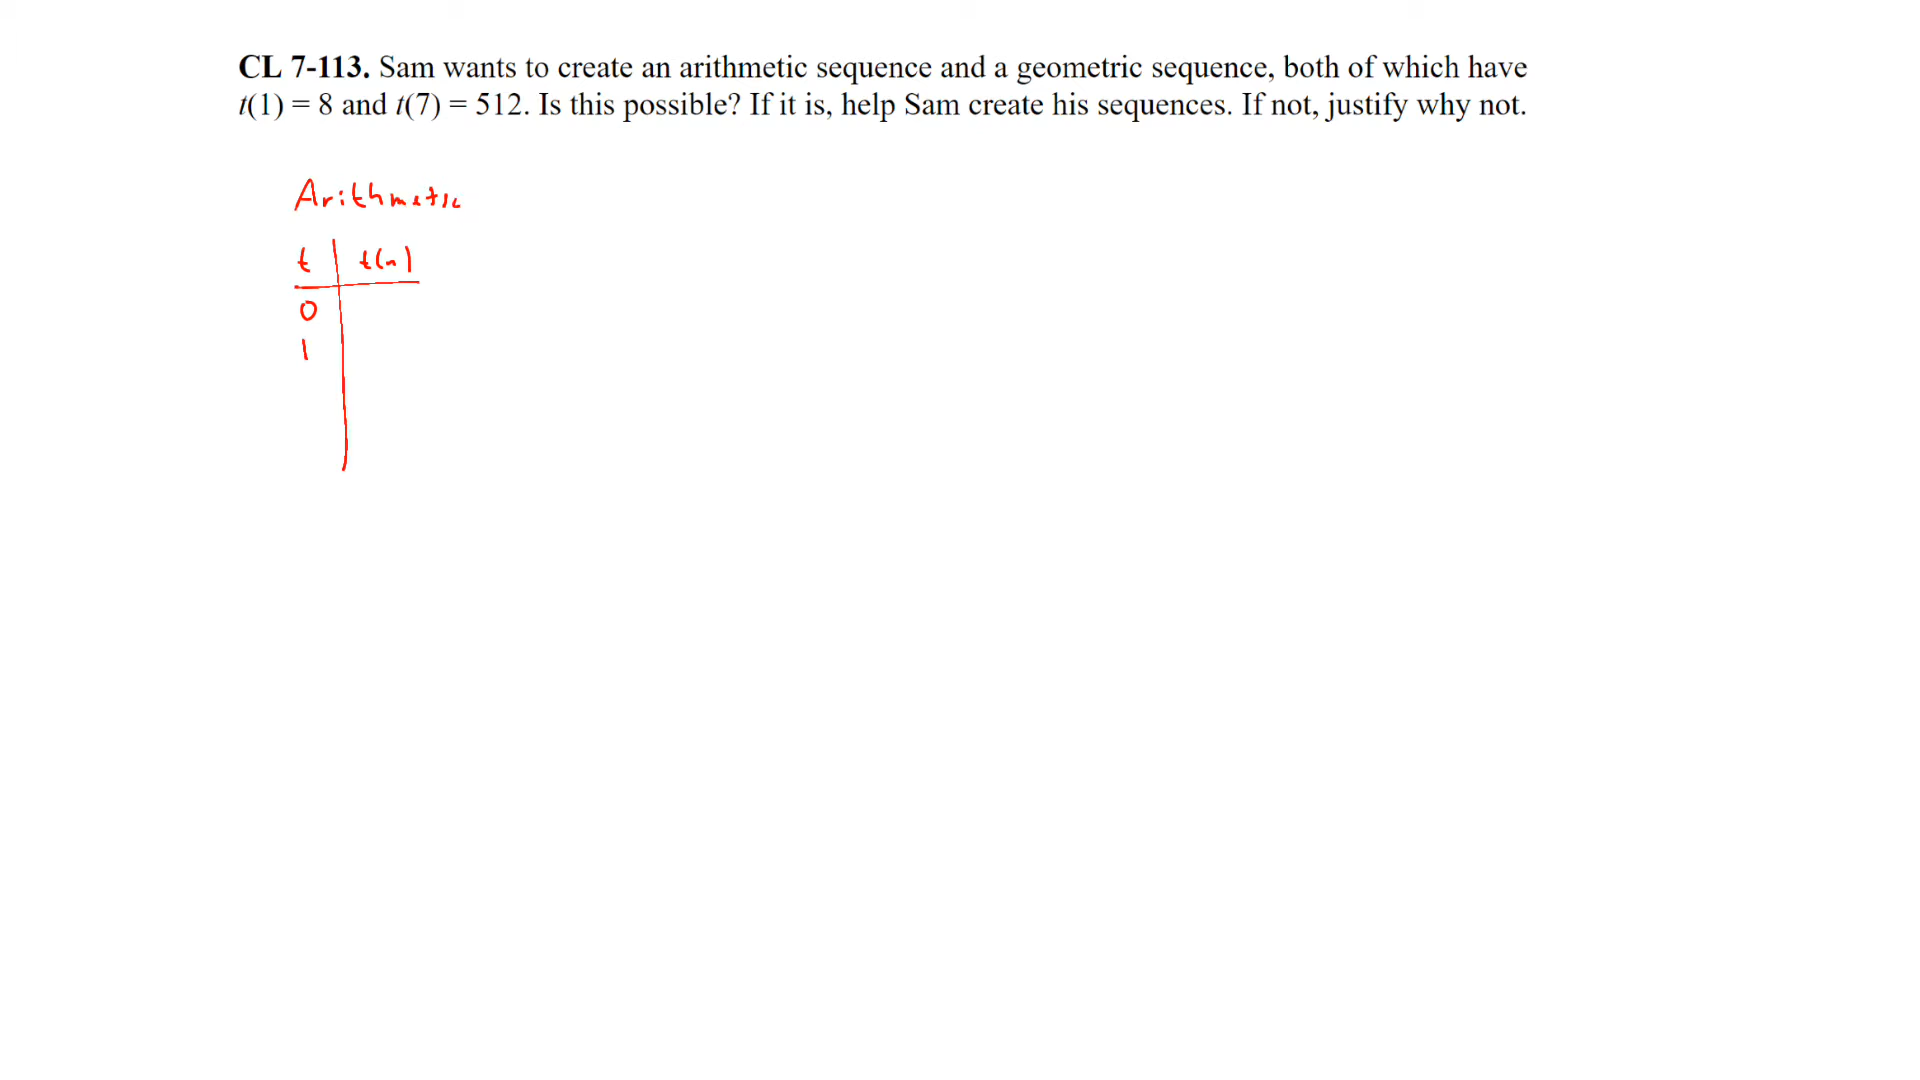 CL 7-113. Sam wants to create an arithmetic sequence and a geometric sequence, both of which have
t(1) = 8 and t(7) = 512. Is this possible? If it is, help Sam create his sequences. If not, justify why not.
Arithmetic
t t(n)
0
1